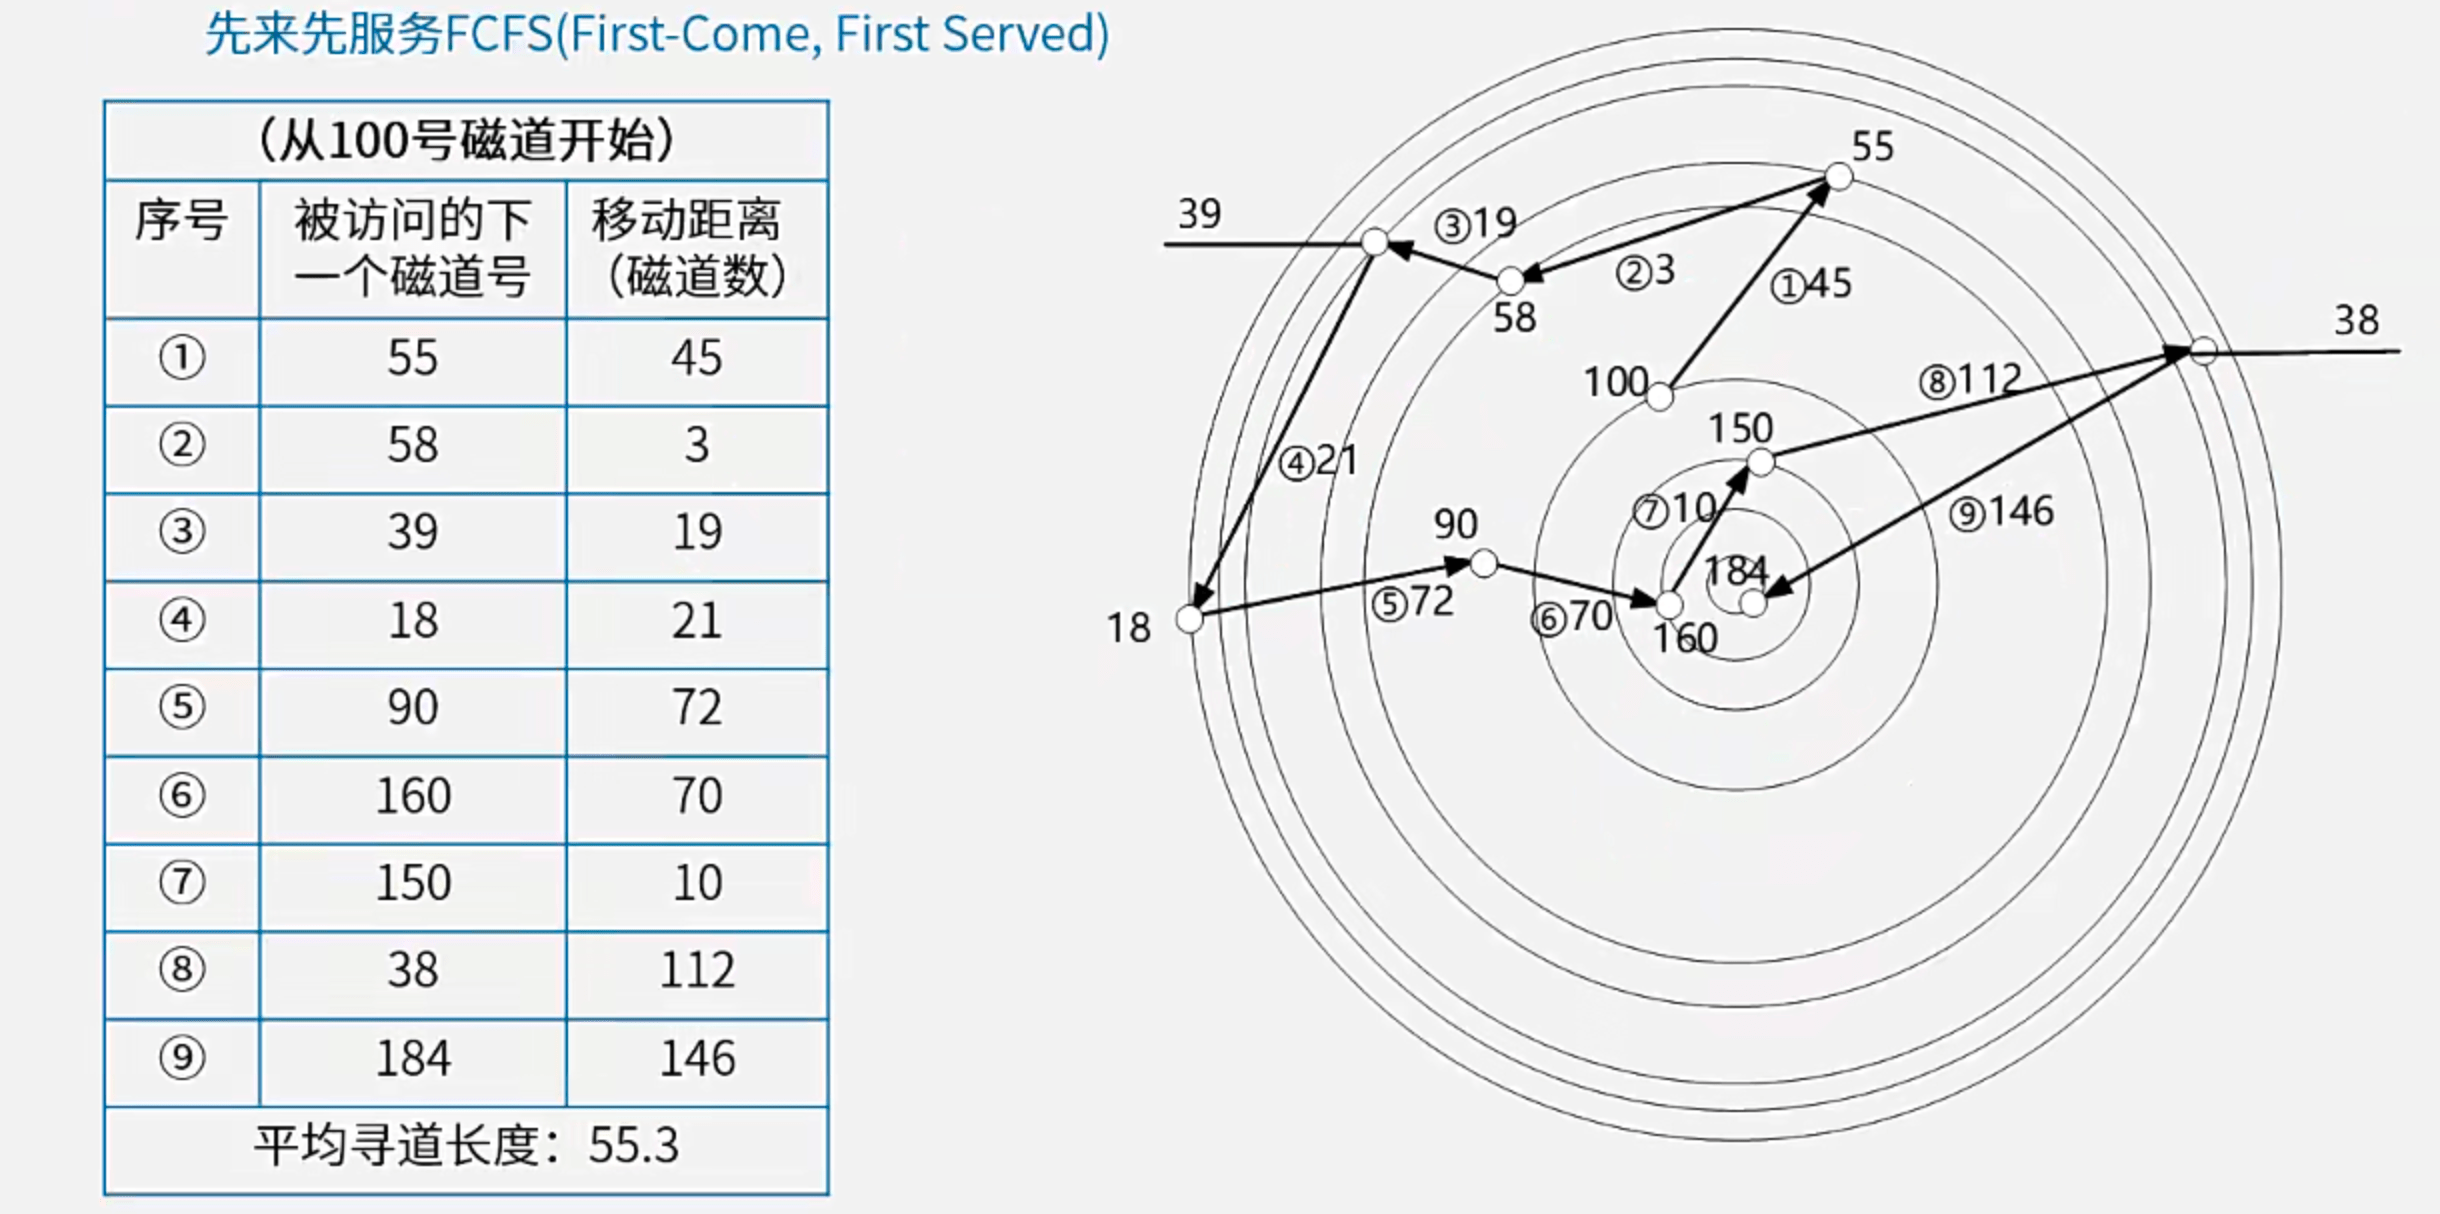 先来先服务FCFS(First-Come, First Served)
（从100号磁道开始）
序号 被访问的下一个磁道号 移动距离（磁道数）
① 55 45
② 58 3
③ 39 19
④ 18 21
⑤ 90 72
⑥ 160 70
⑦ 150 10
⑧ 38 112
⑨ 184 146
平均寻道长度：55.3
55
39
③19
②3
①45
58
38
100
⑧112
150
④21
⑦10
90
⑨146
184
⑤72
⑥70
18
160